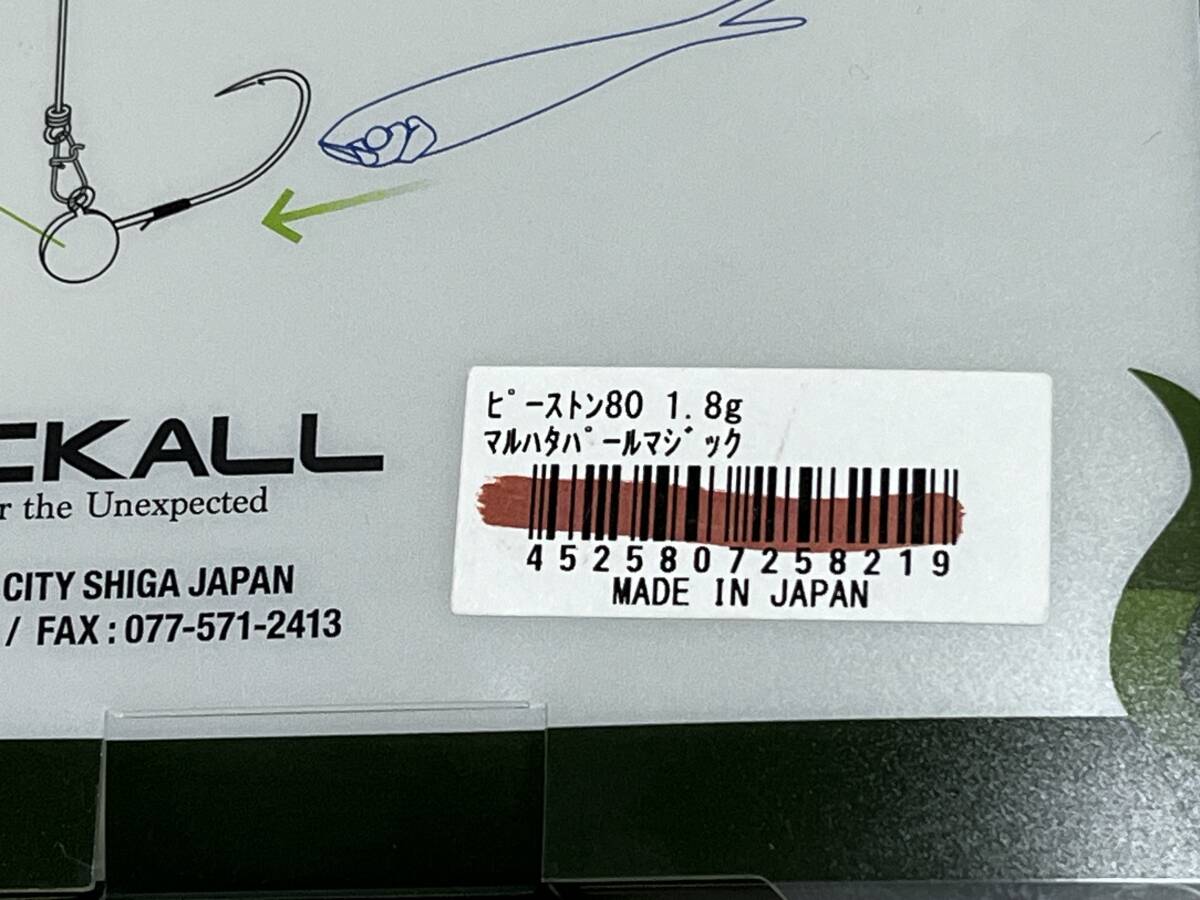 CKALL
r the Unexpected
CITY SHIGA JAPAN
/ FAX : 077-571-2413
ﾋﾟｰｽﾄﾝ80 1.8g
ﾏﾙﾊﾀﾊﾟｰﾙﾏｼﾞｯｸ
4525807258219
MADE IN JAPAN